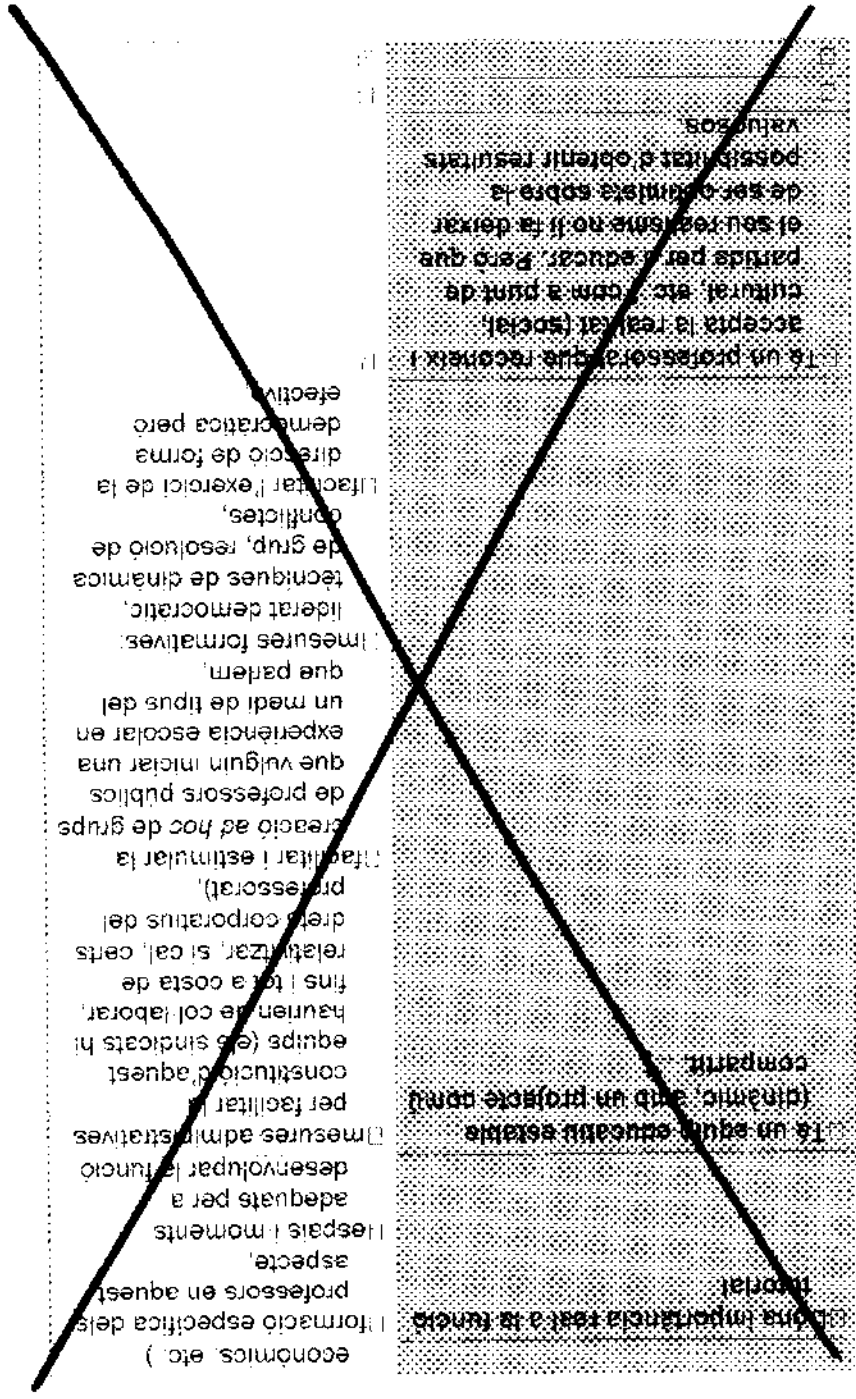 econòmics, etc. )
□Dóna importància real a la funció
tutorial
□formació específica dels
professors en aquest
aspecte,
□espais i moments
adequats per a
desenvolupar la funció
□Té un equip educatiu estable
(dinàmic, amb un projecte comú
compartit. ...)
□mesures administratives
per facilitar la
constitució d'aquest
equips (els sindicats hi
haurien de col·laborar,
fins i tot a costa de
relativitzar, si cal, certs
drets corporatius del
professorat),
□facilitar i estimular la
creació ad hoc de grups
de professors públics
que vulguin iniciar una
experiència escolar en
un medi de tipus del
que parlem,
□mesures formatives:
liderat democràtic,
tècniques de dinàmica
de grup, resolució de
conflictes,
□facilitar l'exercici de la
direcció de forma
democràtica però
efectiva,
□Té un professorat que reconeix i
accepta la realitat (social,
cultural, etc.) com a punt de
partida per a educar. Però que
el seu realisme no li fa deixar
de ser optimista sobre la
possibilitat d'obtenir resultats
valuosos.